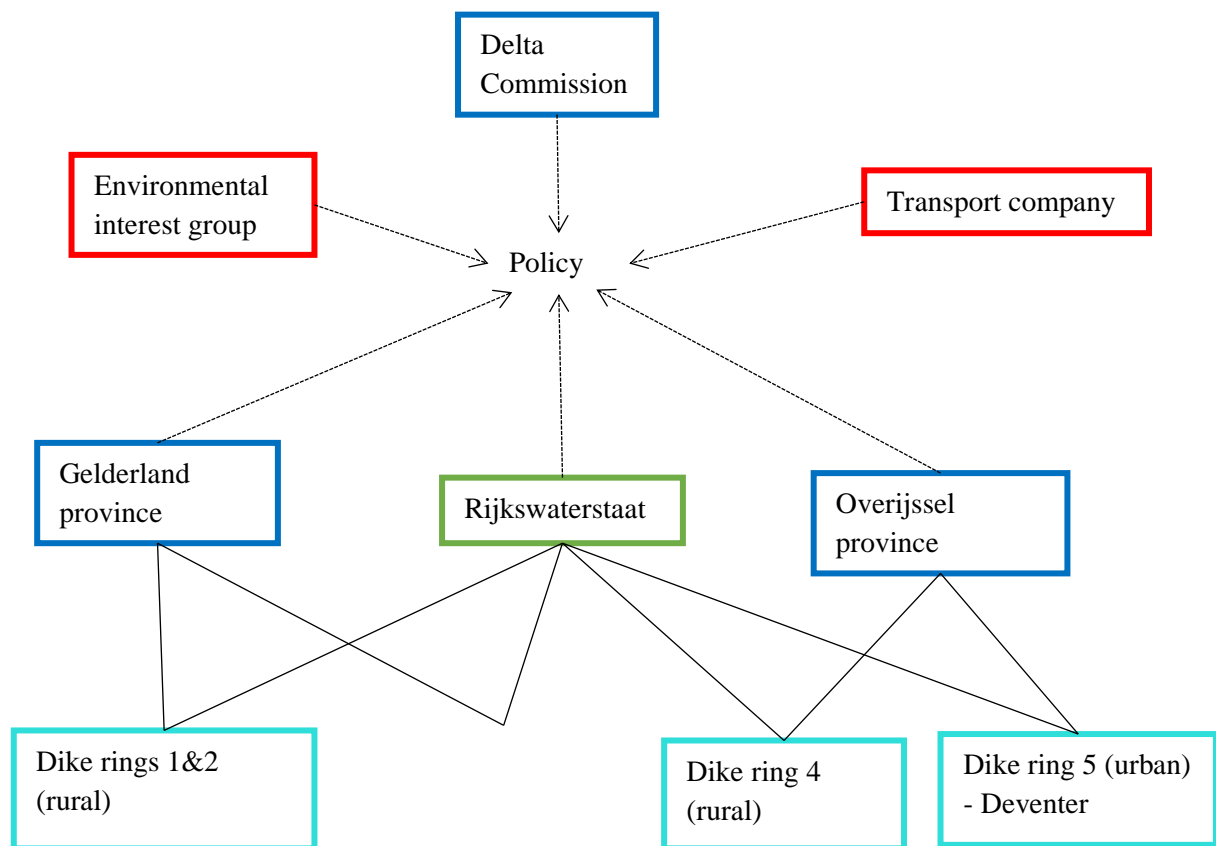 Delta
Commission
Environmental
interest group
Transport company
Policy
Gelderland
province
Rijkswaterstaat
Overijssel
province
Dike rings 1&2
(rural)
Dike ring 4
(rural)
Dike ring 5 (urban)
- Deventer